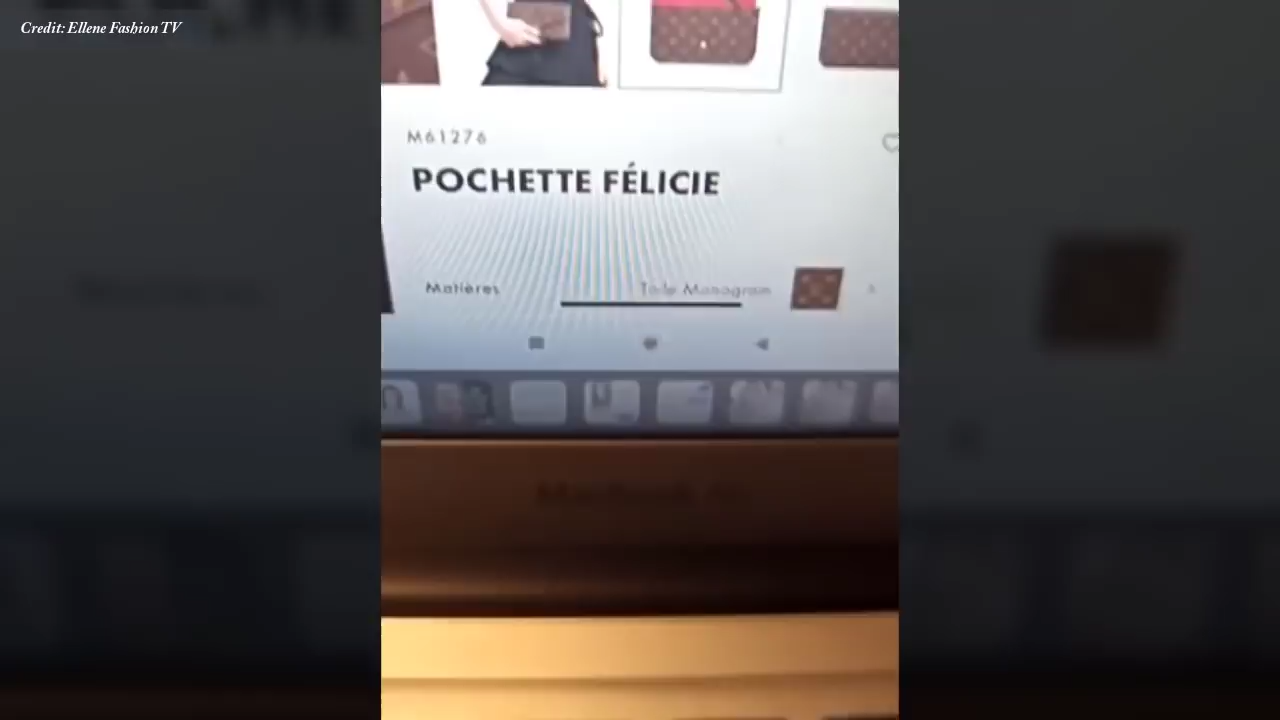 Credit: Ellene Fashion TV
M61276
POCHETTE FÉLICIE
Matières
Toile Monogram